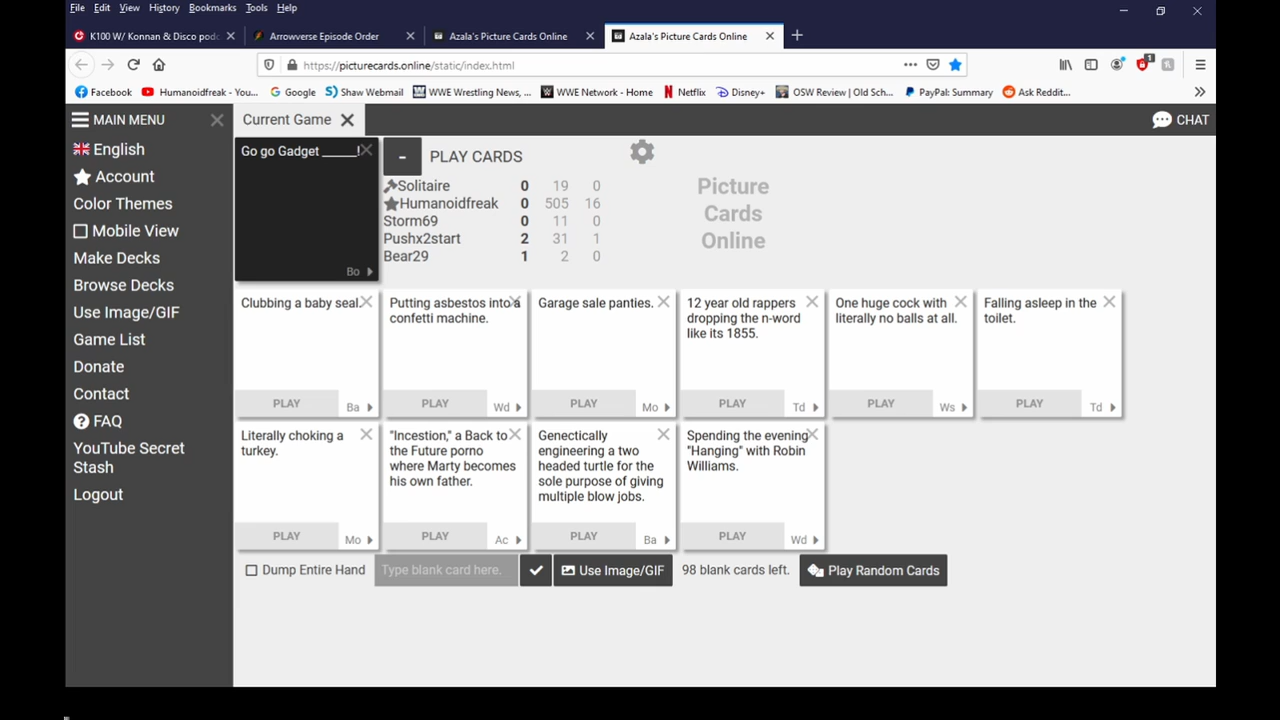 File Edit View History Bookmarks Tools Help
K100 W/ Konnan & Disco podc
Arrowverse Episode Order
Azala's Picture Cards Online
Azala's Picture Cards Online
https://picturecards.online/static/index.html
1
Facebook
Humanoidfreak - You...
Google
Shaw Webmail
WWE Wrestling News, ...
WWE Network - Home
Netflix
Disney+
OSW Review | Old Sch...
PayPal: Summary
Ask Reddit...
MAIN MENU
Current Game
CHAT
English
Account
Color Themes
Mobile View
Make Decks
Browse Decks
Use Image/GIF
Game List
Donate
Contact
FAQ
YouTube Secret
Stash
Logout
Go go Gadget _____!
Bo
- PLAY CARDS
Solitaire 0 19 0
Humanoidfreak 0 505 16
Storm69 0 11 0
Pushx2start 2 31 1
Bear29 1 2 0
Picture
Cards
Online
Clubbing a baby seal.
PLAY Ba
Putting asbestos into a
confetti machine.
PLAY Wd
Garage sale panties.
PLAY Mo
12 year old rappers
dropping the n-word
like its 1855.
PLAY Td
One huge cock with
literally no balls at all.
PLAY Ws
Falling asleep in the
toilet.
PLAY Td
Literally choking a
turkey.
PLAY Mo
"Incestion," a Back to
the Future porno
where Marty becomes
his own father.
PLAY Ac
Genectically
engineering a two
headed turtle for the
sole purpose of giving
multiple blow jobs.
PLAY Ba
Spending the evening
"Hanging" with Robin
Williams.
PLAY Wd
Dump Entire Hand
Type blank card here.
Use Image/GIF
98 blank cards left.
Play Random Cards